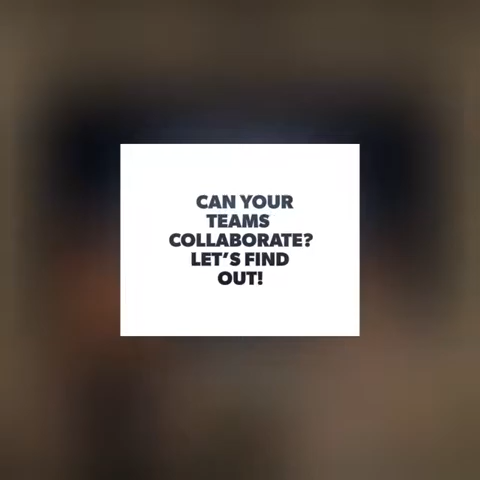 CAN YOUR
TEAMS
COLLABORATE?
LET’S FIND
OUT!